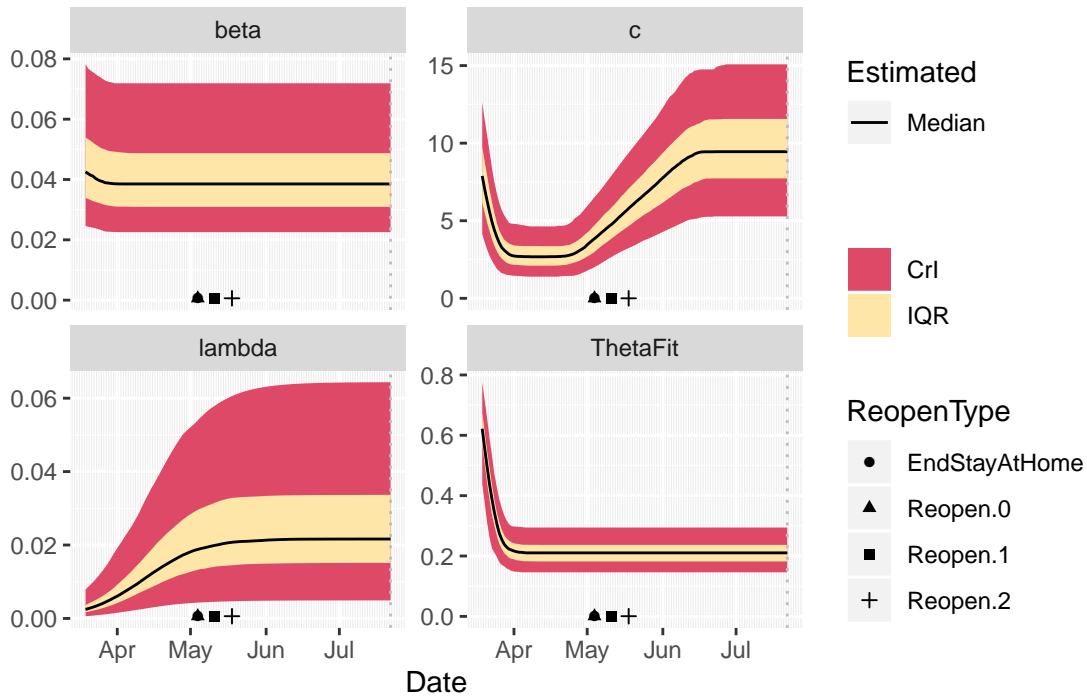 beta
0.08
0.06
0.04
0.02
0.00
c
15
10
5
0
lambda
0.06
0.04
0.02
0.00
Apr May Jun Jul
ThetaFit
0.8
0.6
0.4
0.2
0.0
Apr May Jun Jul
Date
Estimated
Median
CrI
IQR
ReopenType
EndStayAtHome
Reopen.0
Reopen.1
Reopen.2